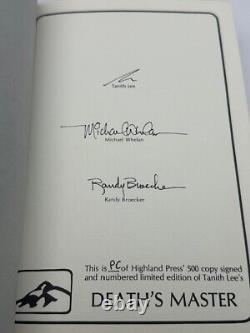 Tanith Lee
Michael Whelan
Michael Whelan
Randy Broecker
Randy Broecker
This is PC of Highland Press' 500 copy signed
and numbered limited edition of Tanith Lee's
DEATH'S MASTER